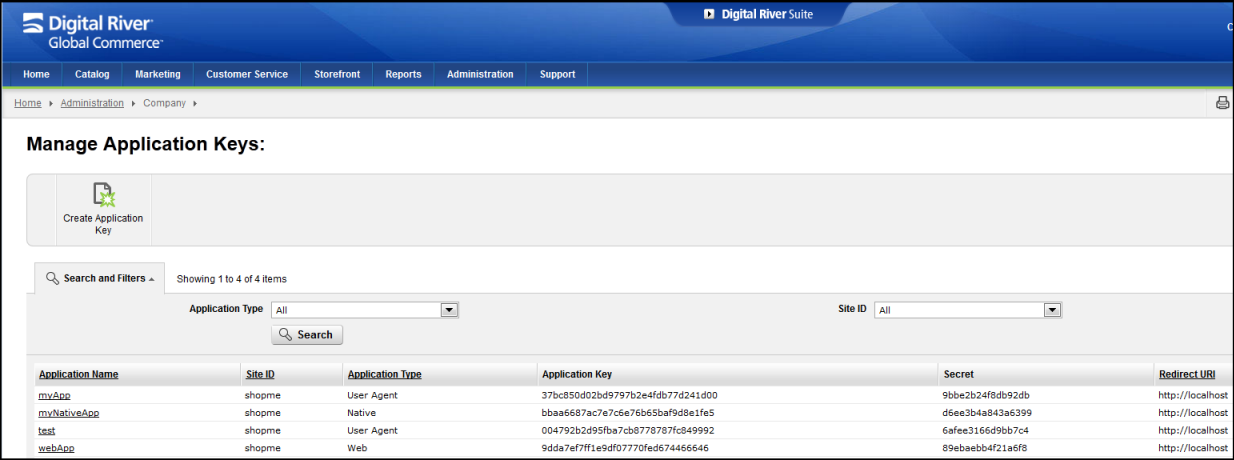 Digital River
Global Commerce
Digital River Suite
C
Home Catalog Marketing Customer Service Storefront Reports Administration Support
Home Administration Company
Manage Application Keys:
Create Application
Key
Search and Filters Showing 1 to 4 of 4 items
Application Type All Site ID All
Search
Application Name Site ID Application Type Application Key Secret Redirect URI
myApp shopme User Agent 37bc850d02bd9797b2e4fdb77d241d00 9bbe2b24f8db92db http://localhost
myNativeApp shopme Native bbaa6687ac7e7c6e76b65baf9d8e1fe5 d6ee3b4a843a6399 http://localhost
test shopme User Agent 004792b2d95fba7cb8778787fc849992 6afee3166d9bb7c4 http://localhost
webApp shopme Web 9dda7ef7ff1e9df07770fed674466646 89ebaebb4f21a6f8 http://localhost